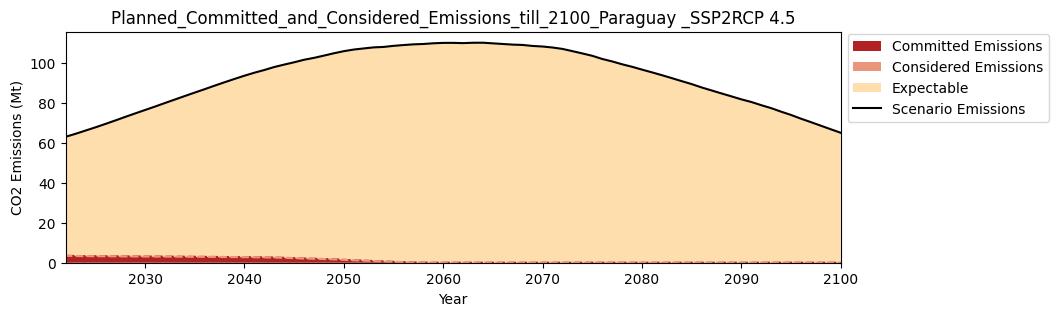 Planned_Committed_and_Considered_Emissions_till_2100_Paraguay _SSP2RCP 4.5
Committed Emissions
Considered Emissions
Expectable
Scenario Emissions
CO2 Emissions (Mt)
100
80
60
40
20
0
2030 2040 2050 2060 2070 2080 2090 2100
Year